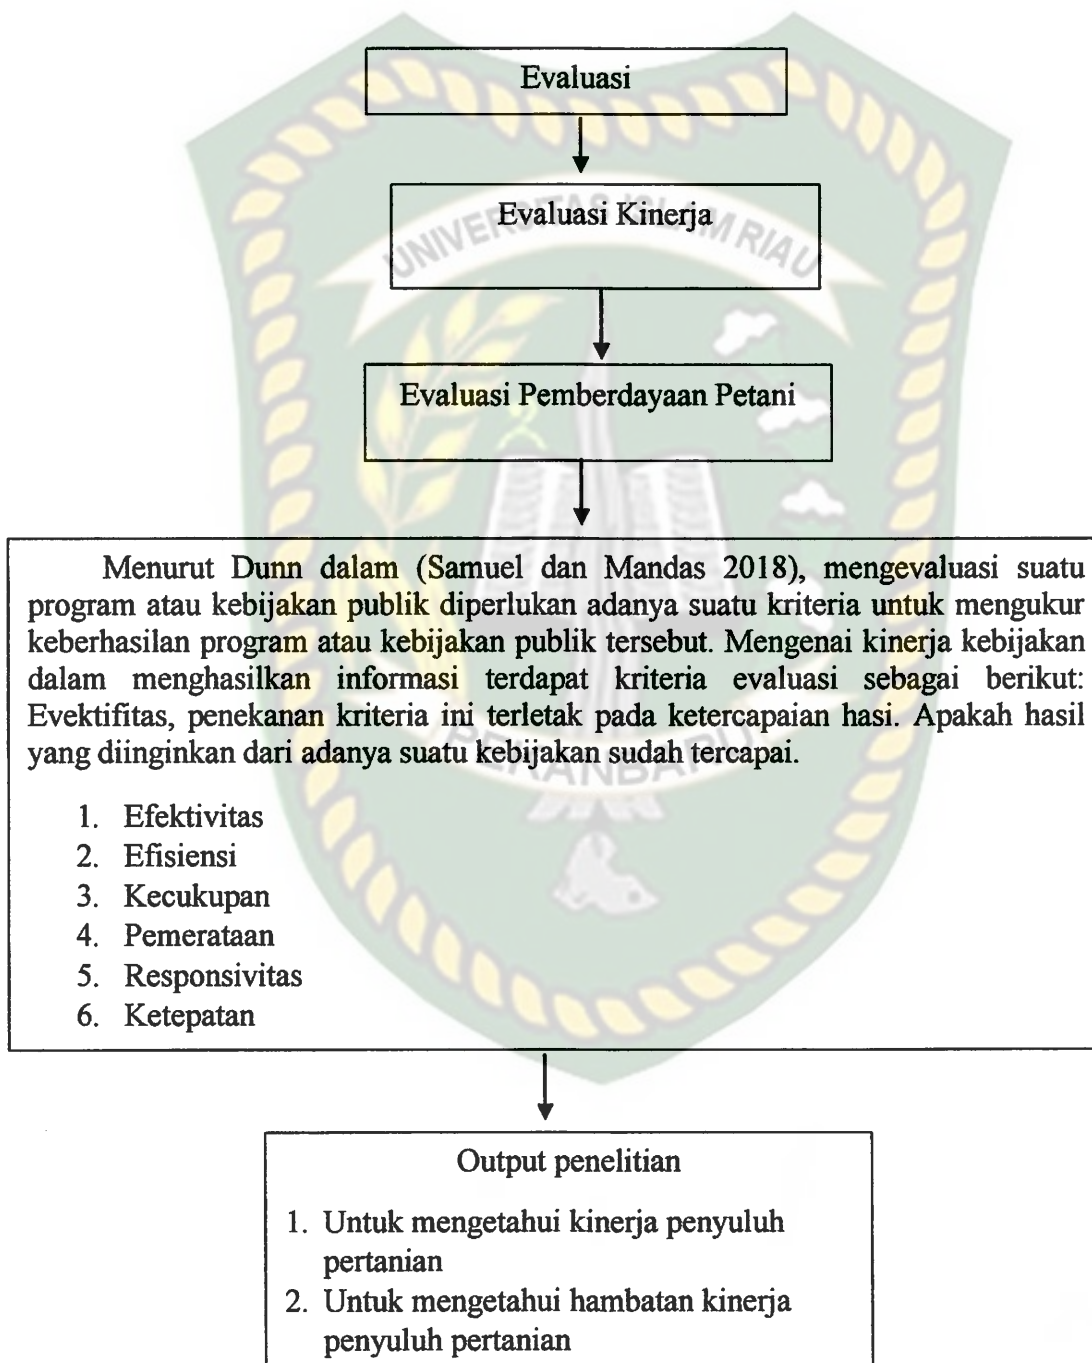 Evaluasi
Evaluasi Kinerja
UNIVERSITAS ISLAM RIAU
Evaluasi Pemberdayaan Petani
Menurut Dunn dalam (Samuel dan Mandas 2018), mengevaluasi suatu
program atau kebijakan publik diperlukan adanya suatu kriteria untuk mengukur
keberhasilan program atau kebijakan publik tersebut. Mengenai kinerja kebijakan
dalam menghasilkan informasi terdapat kriteria evaluasi sebagai berikut:
Evektifitas, penekanan kriteria ini terletak pada ketercapaian hasi. Apakah hasil
yang diinginkan dari adanya suatu kebijakan sudah tercapai.
PEKANBARU
1. Efektivitas
2. Efisiensi
3. Kecukupan
4. Pemerataan
5. Responsivitas
6. Ketepatan
Output penelitian
1. Untuk mengetahui kinerja penyuluh
pertanian
2. Untuk mengetahui hambatan kinerja
penyuluh pertanian